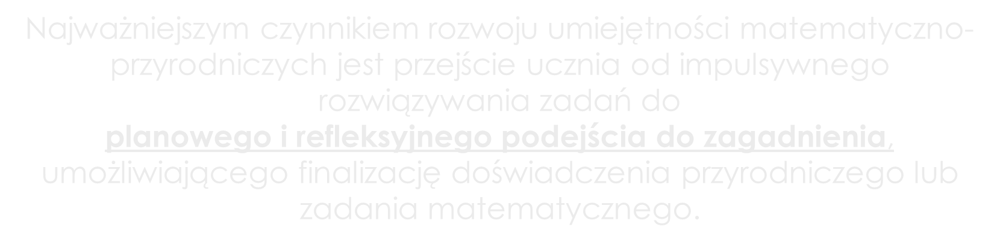 Najważniejszym czynnikiem rozwoju umiejętności matematyczno-
przyrodniczych jest przejście ucznia od impulsywnego
rozwiązywania zadań do
planowego i refleksyjnego podejścia do zagadnienia,
umożliwiającego finalizację doświadczenia przyrodniczego lub
zadania matematycznego.